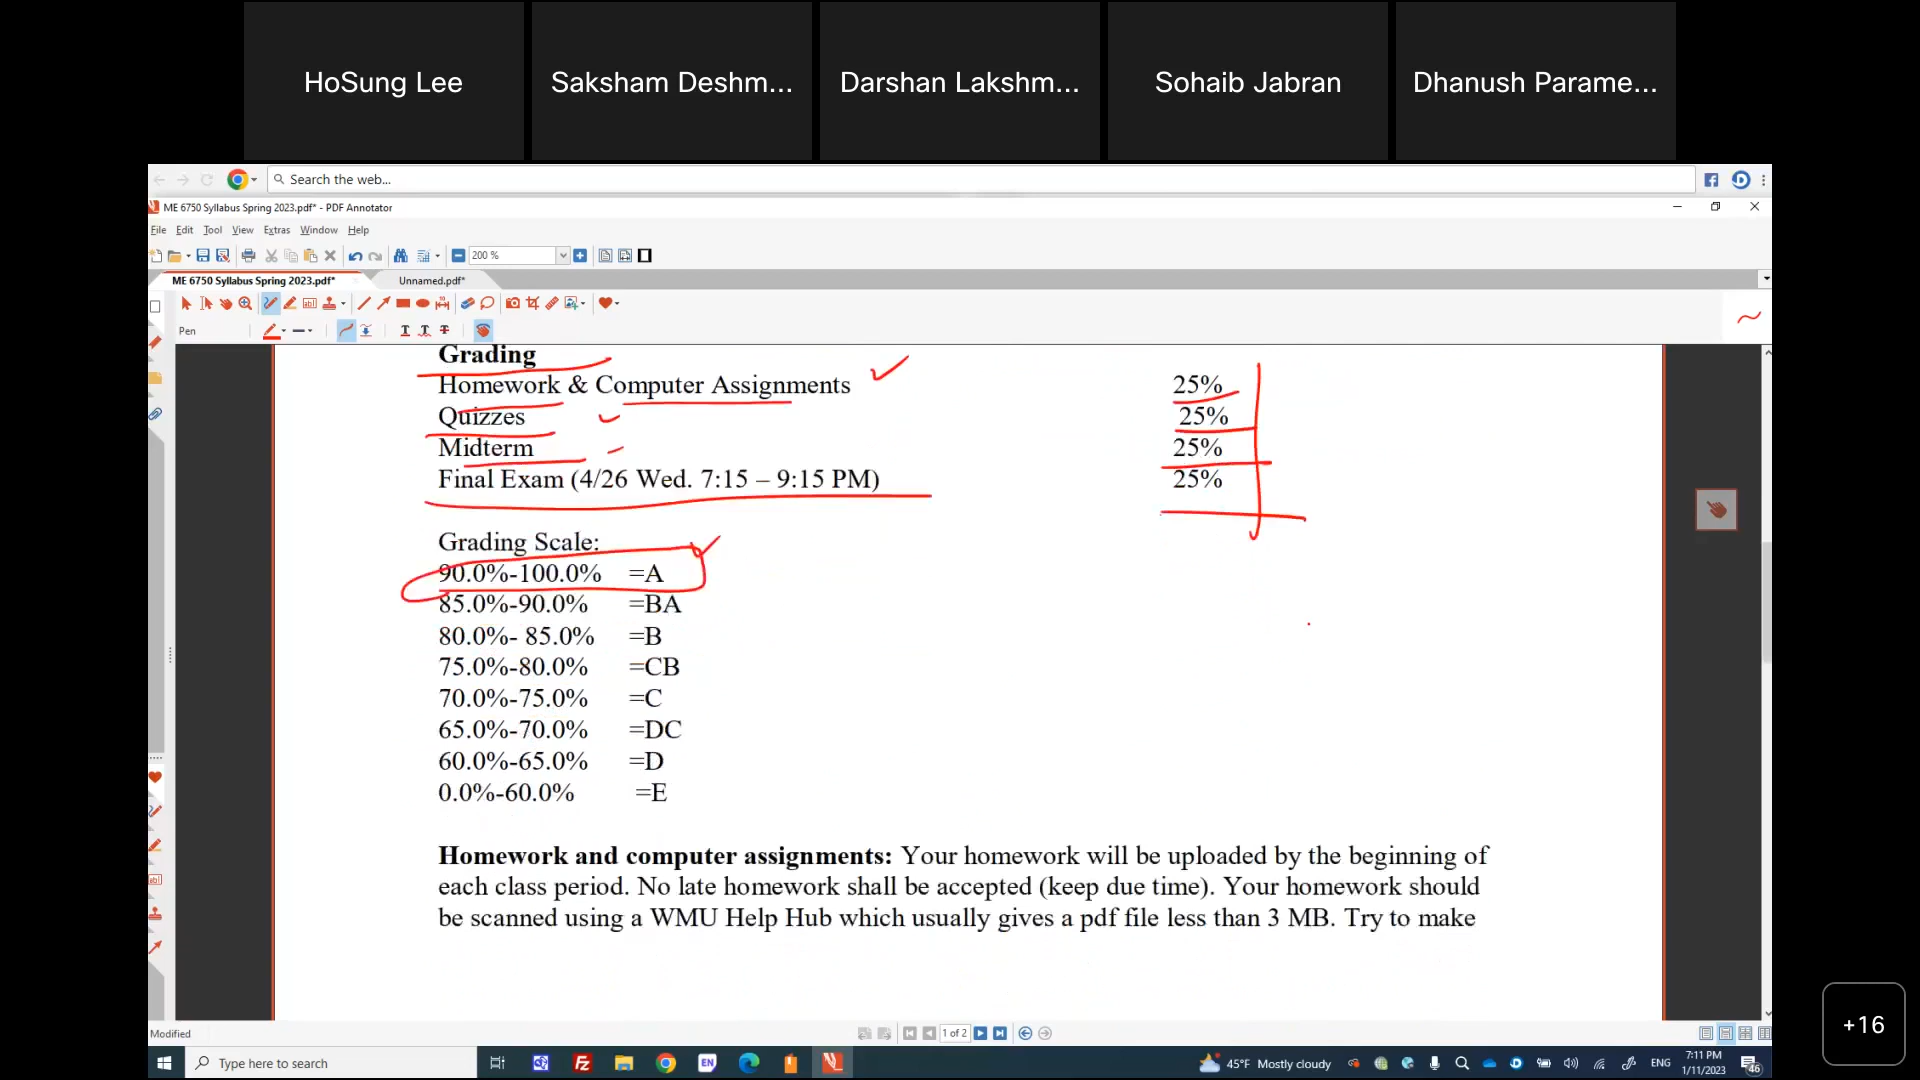 HoSung Lee
Saksham Deshm...
Darshan Lakshm...
Sohaib Jabran
Dhanush Parame...
Search the web...
ME 6750 Syllabus Spring 2023.pdf* - PDF Annotator
File Edit Tool View Extras Window Help
200 %
ME 6750 Syllabus Spring 2023.pdf*
Unnamed.pdf*
Pen
Grading
Homework & Computer Assignments 25%
Quizzes 25%
Midterm 25%
Final Exam (4/26 Wed. 7:15 – 9:15 PM) 25%
Grading Scale:
90.0%-100.0% =A
85.0%-90.0% =BA
80.0%- 85.0% =B
75.0%-80.0% =CB
70.0%-75.0% =C
65.0%-70.0% =DC
60.0%-65.0% =D
0.0%-60.0% =E
Homework and computer assignments: Your homework will be uploaded by the beginning of
each class period. No late homework shall be accepted (keep due time). Your homework should
be scanned using a WMU Help Hub which usually gives a pdf file less than 3 MB. Try to make
+16
Modified
1 of 2
Type here to search
EN
45°F Mostly cloudy
ENG
7:11 PM
1/11/2023
46